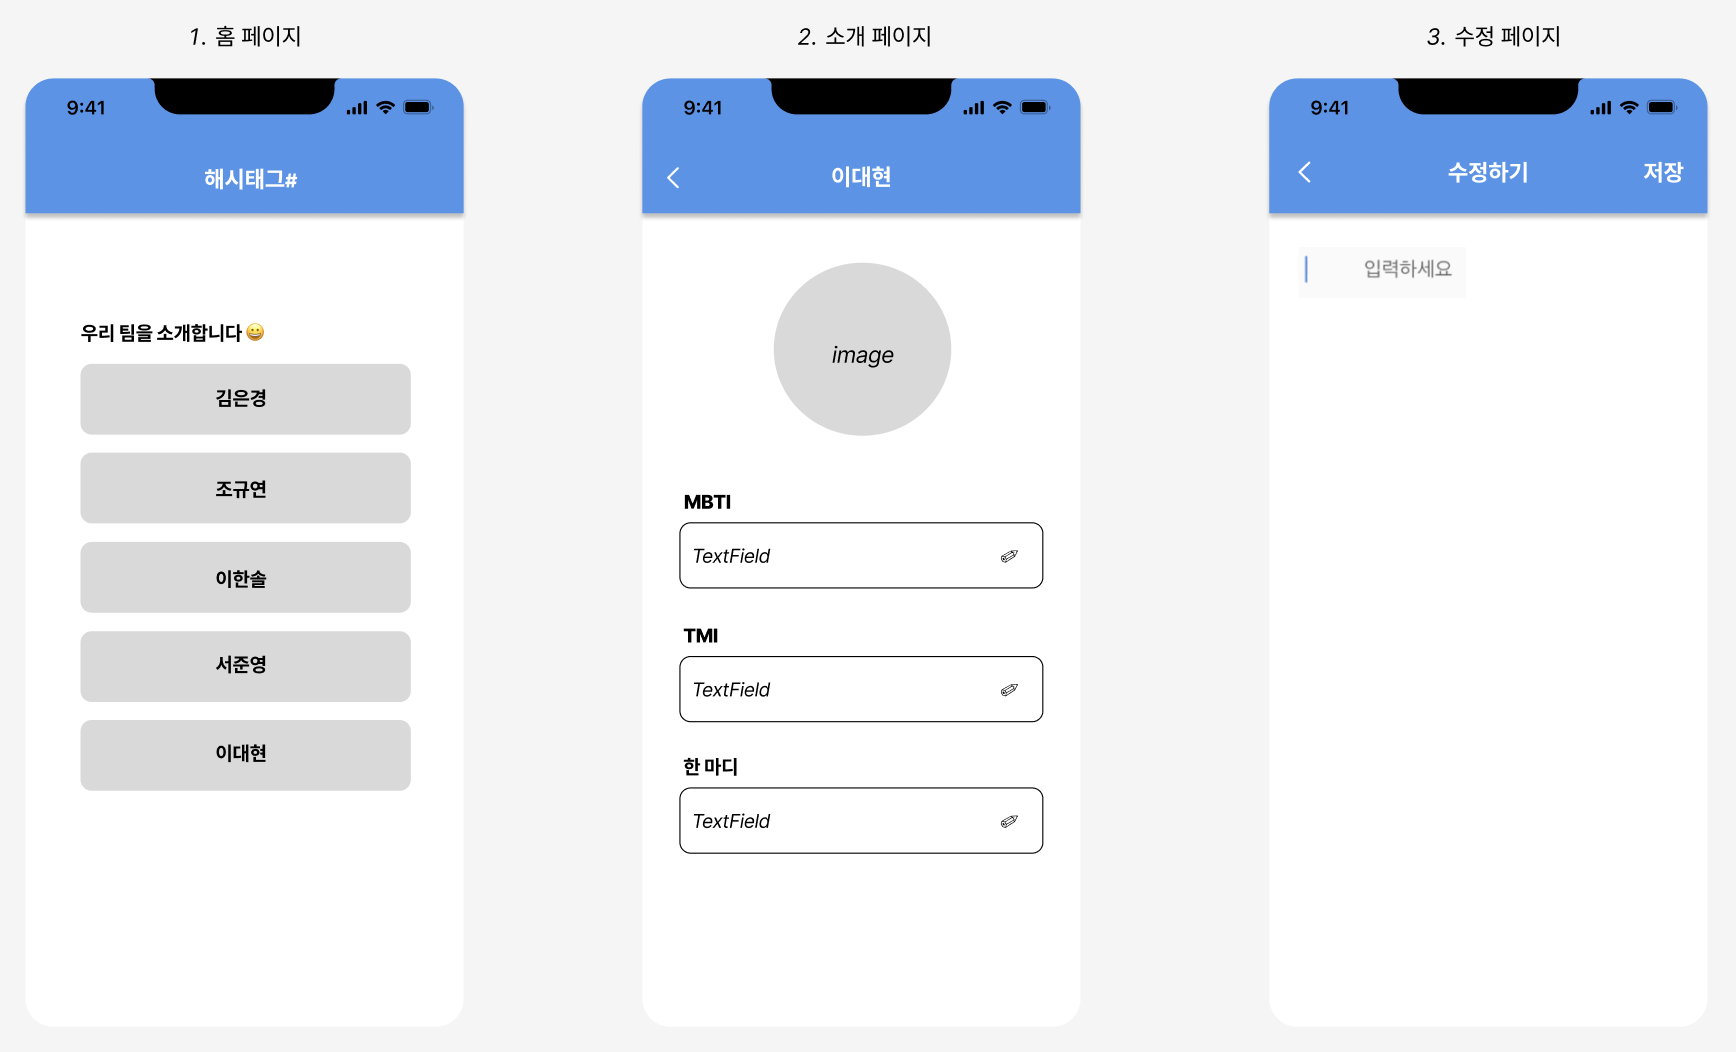 1. 홈 페이지
9:41
해시태그#
우리 팀을 소개합니다 😀
김은경
조규연
이한솔
서준영
이대현
2. 소개 페이지
9:41
이대현
image
MBTI
TextField
TMI
TextField
한 마디
TextField
3. 수정 페이지
9:41
수정하기
저장
입력하세요